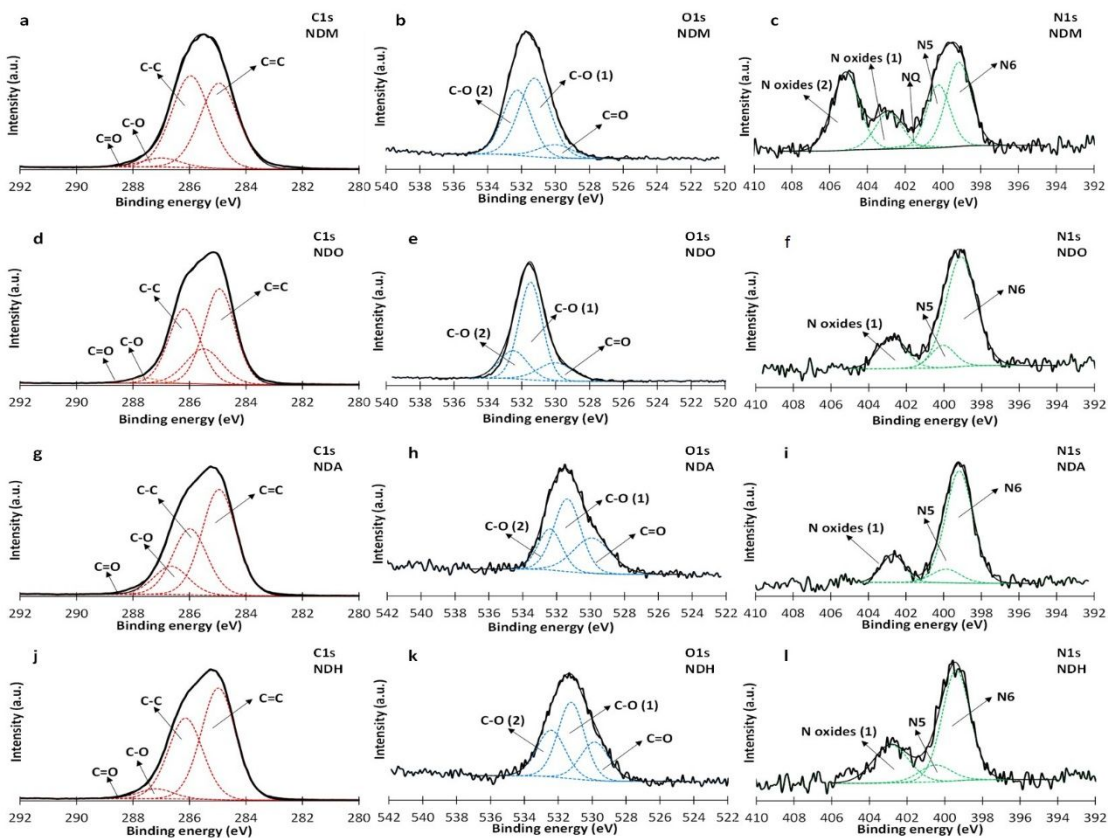 a
C1s
NDM
C-C
C=C
C-O
C=O
Intensity (a.u.)
292 290 288 286 284 282 280
Binding energy (eV)
b
O1s
NDM
C-O (2)
C-O (1)
C=O
Intensity (a.u.)
540 538 536 534 532 530 528 526 524 522 520
Binding energy (eV)
c
N1s
NDM
N oxides (2)
N oxides (1)
NQ
N5
N6
Intensity (a.u.)
410 408 406 404 402 400 398 396 394 392
Binding energy (eV)
d
C1s
NDO
C-C
C=C
C-O
C=O
Intensity (a.u.)
292 290 288 286 284 282 280
Binding energy (eV)
e
O1s
NDO
C-O (2)
C-O (1)
C=O
Intensity (a.u.)
540 538 536 534 532 530 528 526 524 522 520
Binding energy (eV)
f
N1s
NDO
N oxides (1)
N5
N6
Intensity (a.u.)
410 408 406 404 402 400 398 396 394 392
Binding energy (eV)
g
C1s
NDA
C-C
C=C
C-O
C=O
Intensity (a.u.)
292 290 288 286 284 282 280
Binding energy (eV)
h
O1s
NDA
C-O (2)
C-O (1)
C=O
Intensity (a.u.)
542 540 538 536 534 532 530 528 526 524 522
Binding energy (eV)
i
N1s
NDA
N oxides (1)
N5
N6
Intensity (a.u.)
410 408 406 404 402 400 398 396 394 392
Binding energy (eV)
j
C1s
NDH
C-C
C=C
C-O
C=O
Intensity (a.u.)
292 290 288 286 284 282 280
Binding energy (eV)
k
O1s
NDH
C-O (2)
C-O (1)
C=O
Intensity (a.u.)
542 540 538 536 534 532 530 528 526 524 522
Binding energy (eV)
l
N1s
NDH
N oxides (1)
N5
N6
Intensity (a.u.)
410 408 406 404 402 400 398 396 394 392
Binding energy (eV)